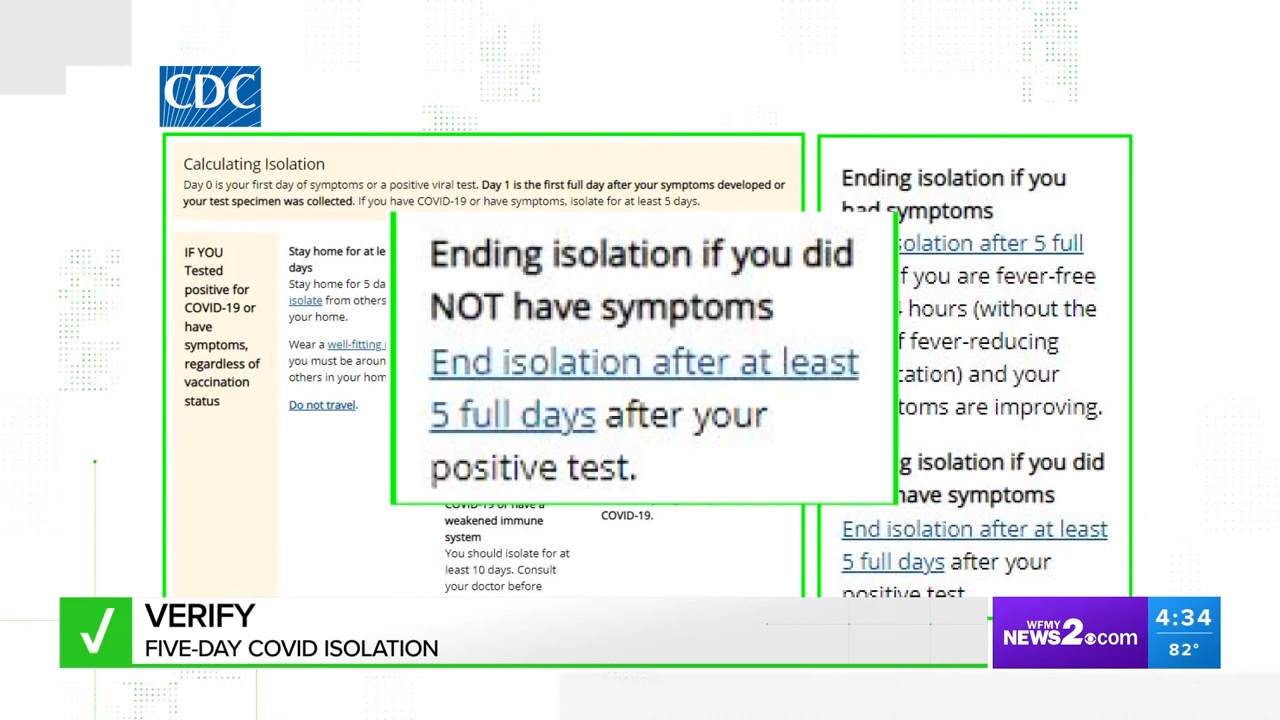 CDC
Calculating Isolation
Day 0 is your first day of symptoms or a positive viral test. Day 1 is the first full day after your symptoms developed or
your test specimen was collected. If you have COVID-19 or have symptoms, isolate for at least 5 days.
IF YOU
Tested
positive for
COVID-19 or
have
symptoms,
regardless of
vaccination
status
Stay home for at le
days
Stay home for 5 da
isolate from others
your home.
Wear a well-fitting
you must be aroun
others in your hom
Do not travel.
weakened immune
system
You should isolate for at
least 10 days. Consult
your doctor before
COVID-19.
Ending isolation if you did
NOT have symptoms
End isolation after at least
5 full days after your
positive test.
Ending isolation if you
had symptoms
solation after 5 full
f you are fever-free
hours (without the
f fever-reducing
cation) and your
toms are improving.
g isolation if you did
have symptoms
End isolation after at least
5 full days after your
positive test
VERIFY
FIVE-DAY COVID ISOLATION
WFMY
NEWS 2 .com
4:34
82°